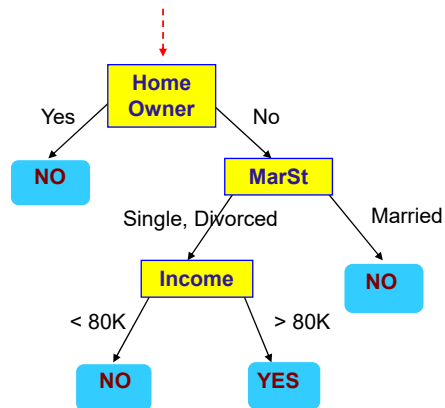 Home
Owner
Yes
No
NO
MarSt
Single, Divorced
Married
Income
NO
< 80K
> 80K
NO
YES